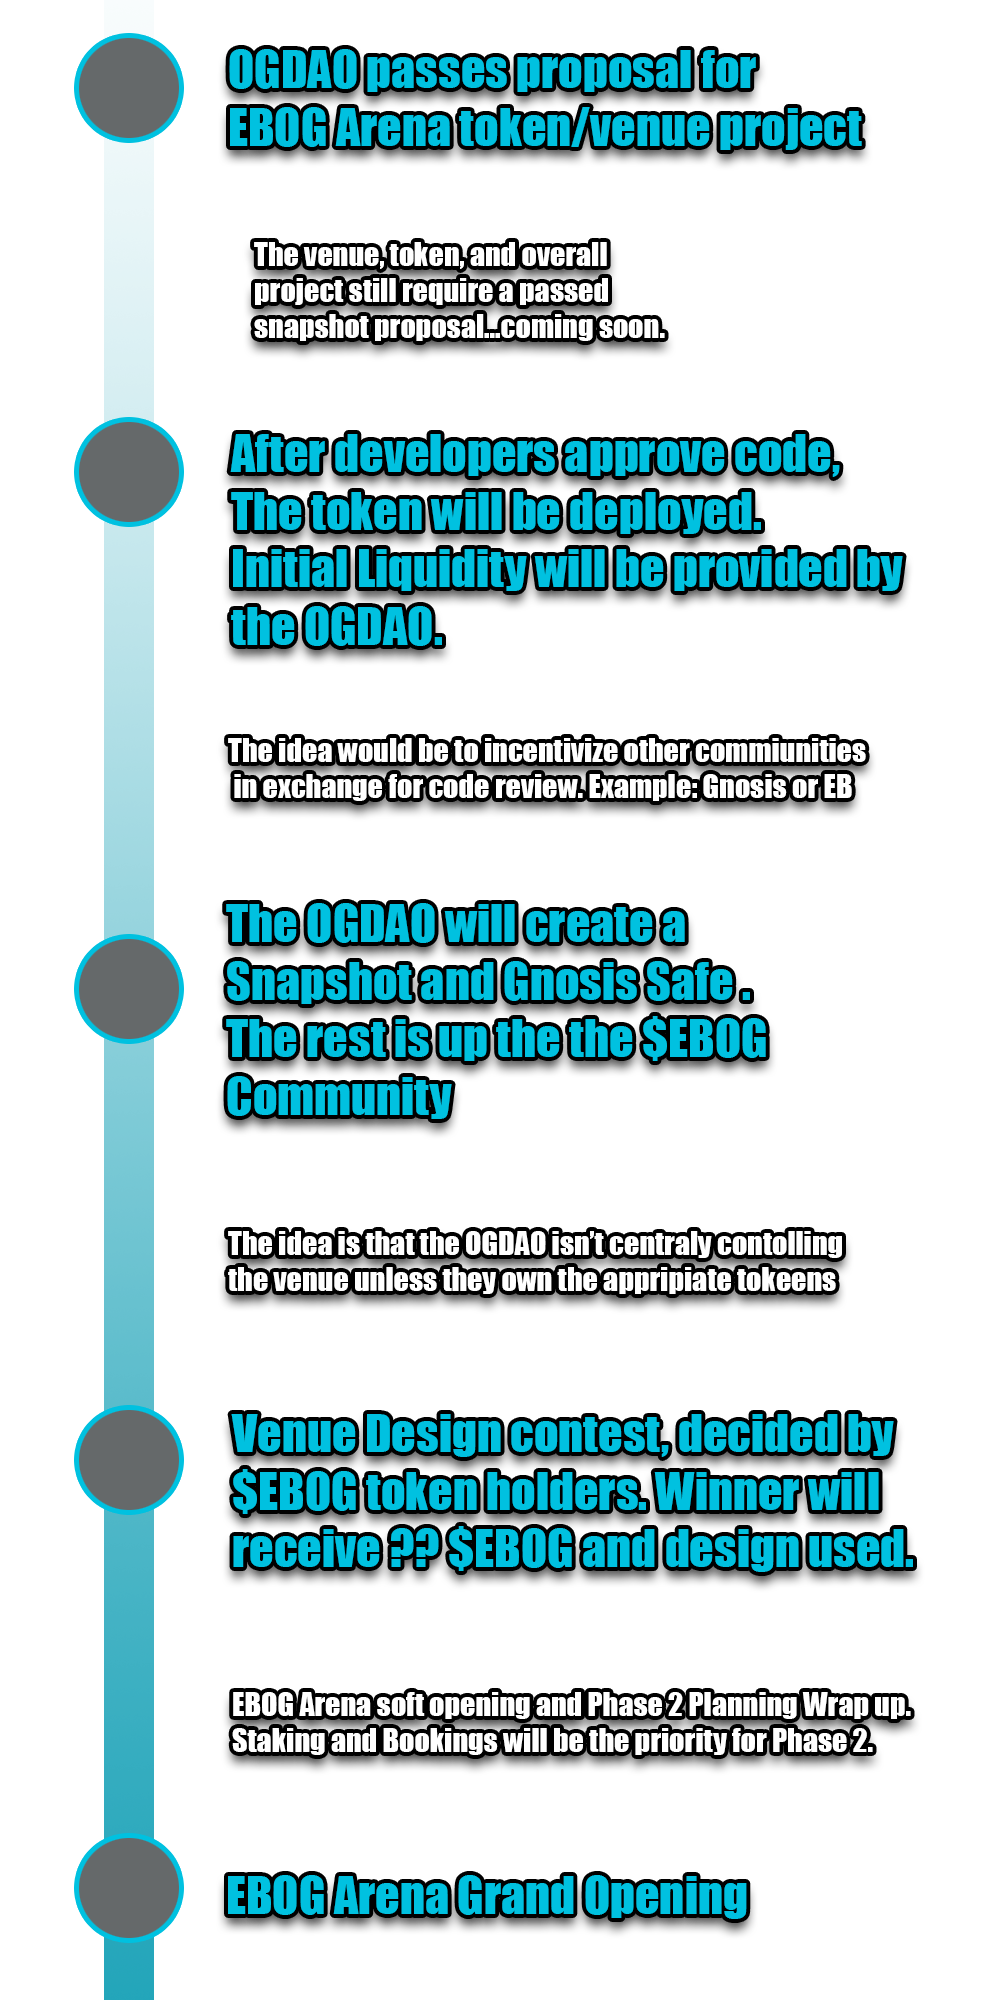 OGDAO passes proposal for
EBOG Arena token/venue project
The venue, token, and overall
project still require a passed
snapshot proposal...coming soon.
After developers approve code,
The token will be deployed.
Initial Liquidity will be provided by
the OGDAO.
The idea would be to incentivize other commiunities
in exchange for code review. Example: Gnosis or EB
The OGDAO will create a
Snapshot and Gnosis Safe .
The rest is up the the $EBOG
Community
The idea is that the OGDAO isn't centraly contolling
the venue unless they own the appripiate tokeens
Venue Design contest, decided by
$EBOG token holders. Winner will
receive ?? $EBOG and design used.
EBOG Arena soft opening and Phase 2 Planning Wrap up.
Staking and Bookings will be the priority for Phase 2.
EBOG Arena Grand Opening